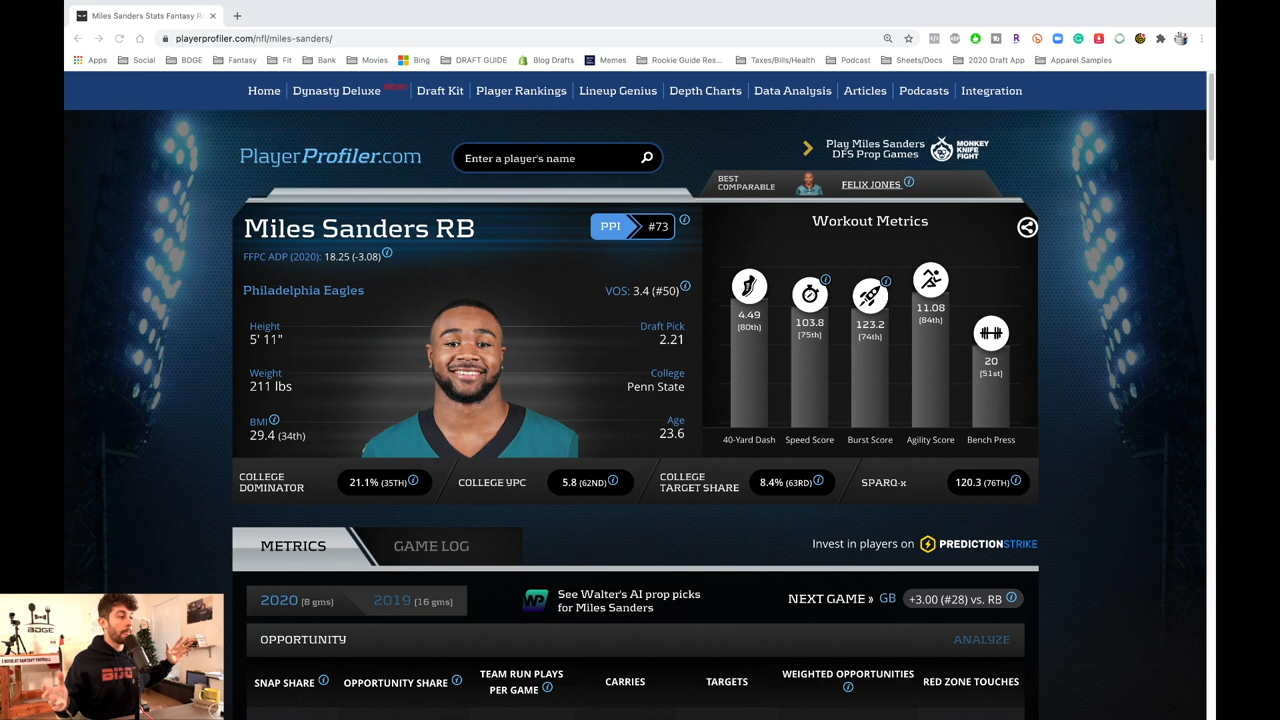 Miles Sanders Stats Fantasy R
playerprofiler.com/nfl/miles-sanders/
Apps Social BDGE Fantasy Fit Bank Movies Bing DRAFT GUIDE Blog Drafts Memes Rookie Guide Res... Taxes/Bills/Health Podcast Sheets/Docs 2020 Draft App Apparel Samples
Home Dynasty Deluxe Draft Kit Player Rankings Lineup Genius Depth Charts Data Analysis Articles Podcasts Integration
PlayerProfiler.com
Enter a player's name
Play Miles Sanders
DFS Prop Games
MONKEY
KNIFE
FIGHT
BEST
COMPARABLE
FELIX JONES
Miles Sanders RB
PPI #73
FFPC ADP (2020): 18.25 (-3.08)
Philadelphia Eagles
VOS: 3.4 (#50)
Height
5' 11"
Weight
211 lbs
BMI
29.4 (34th)
Draft Pick
2.21
College
Penn State
Age
23.6
Workout Metrics
4.49
(80th)
103.8
(75th)
123.2
(74th)
11.08
(84th)
20
(51st)
40-Yard Dash Speed Score Burst Score Agility Score Bench Press
COLLEGE
DOMINATOR
21.1% (35TH)
COLLEGE YPC
5.8 (62ND)
COLLEGE
TARGET SHARE
8.4% (63RD)
SPARQ-x
120.3 (76TH)
METRICS
GAME LOG
Invest in players on PREDICTIONSTRIKE
2020 (8 gms)
2019 (16 gms)
WP
See Walter's AI prop picks
for Miles Sanders
NEXT GAME » GB +3.00 (#28) vs. RB
OPPORTUNITY
ANALYZE
SNAP SHARE
OPPORTUNITY SHARE
TEAM RUN PLAYS
PER GAME
CARRIES
TARGETS
WEIGHTED OPPORTUNITIES
RED ZONE TOUCHES
BDGE
BDGE